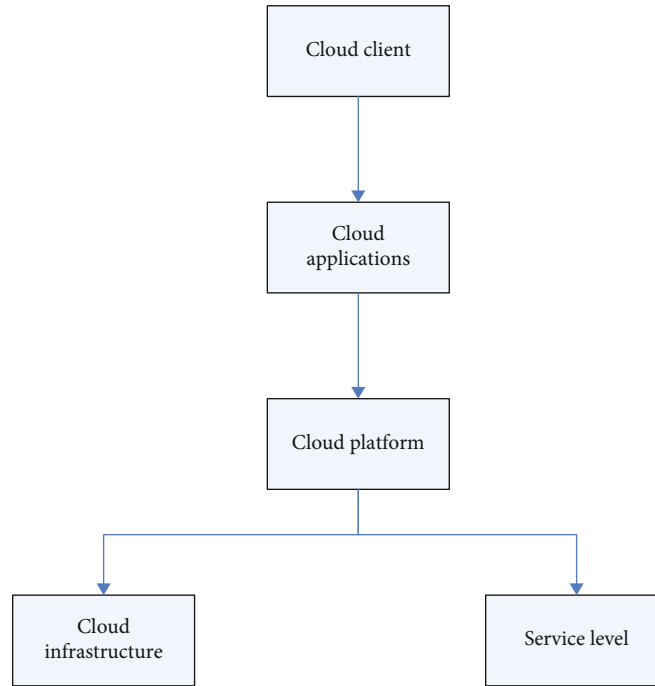 Cloud client
Cloud
applications
Cloud platform
Cloud
infrastructure
Service level